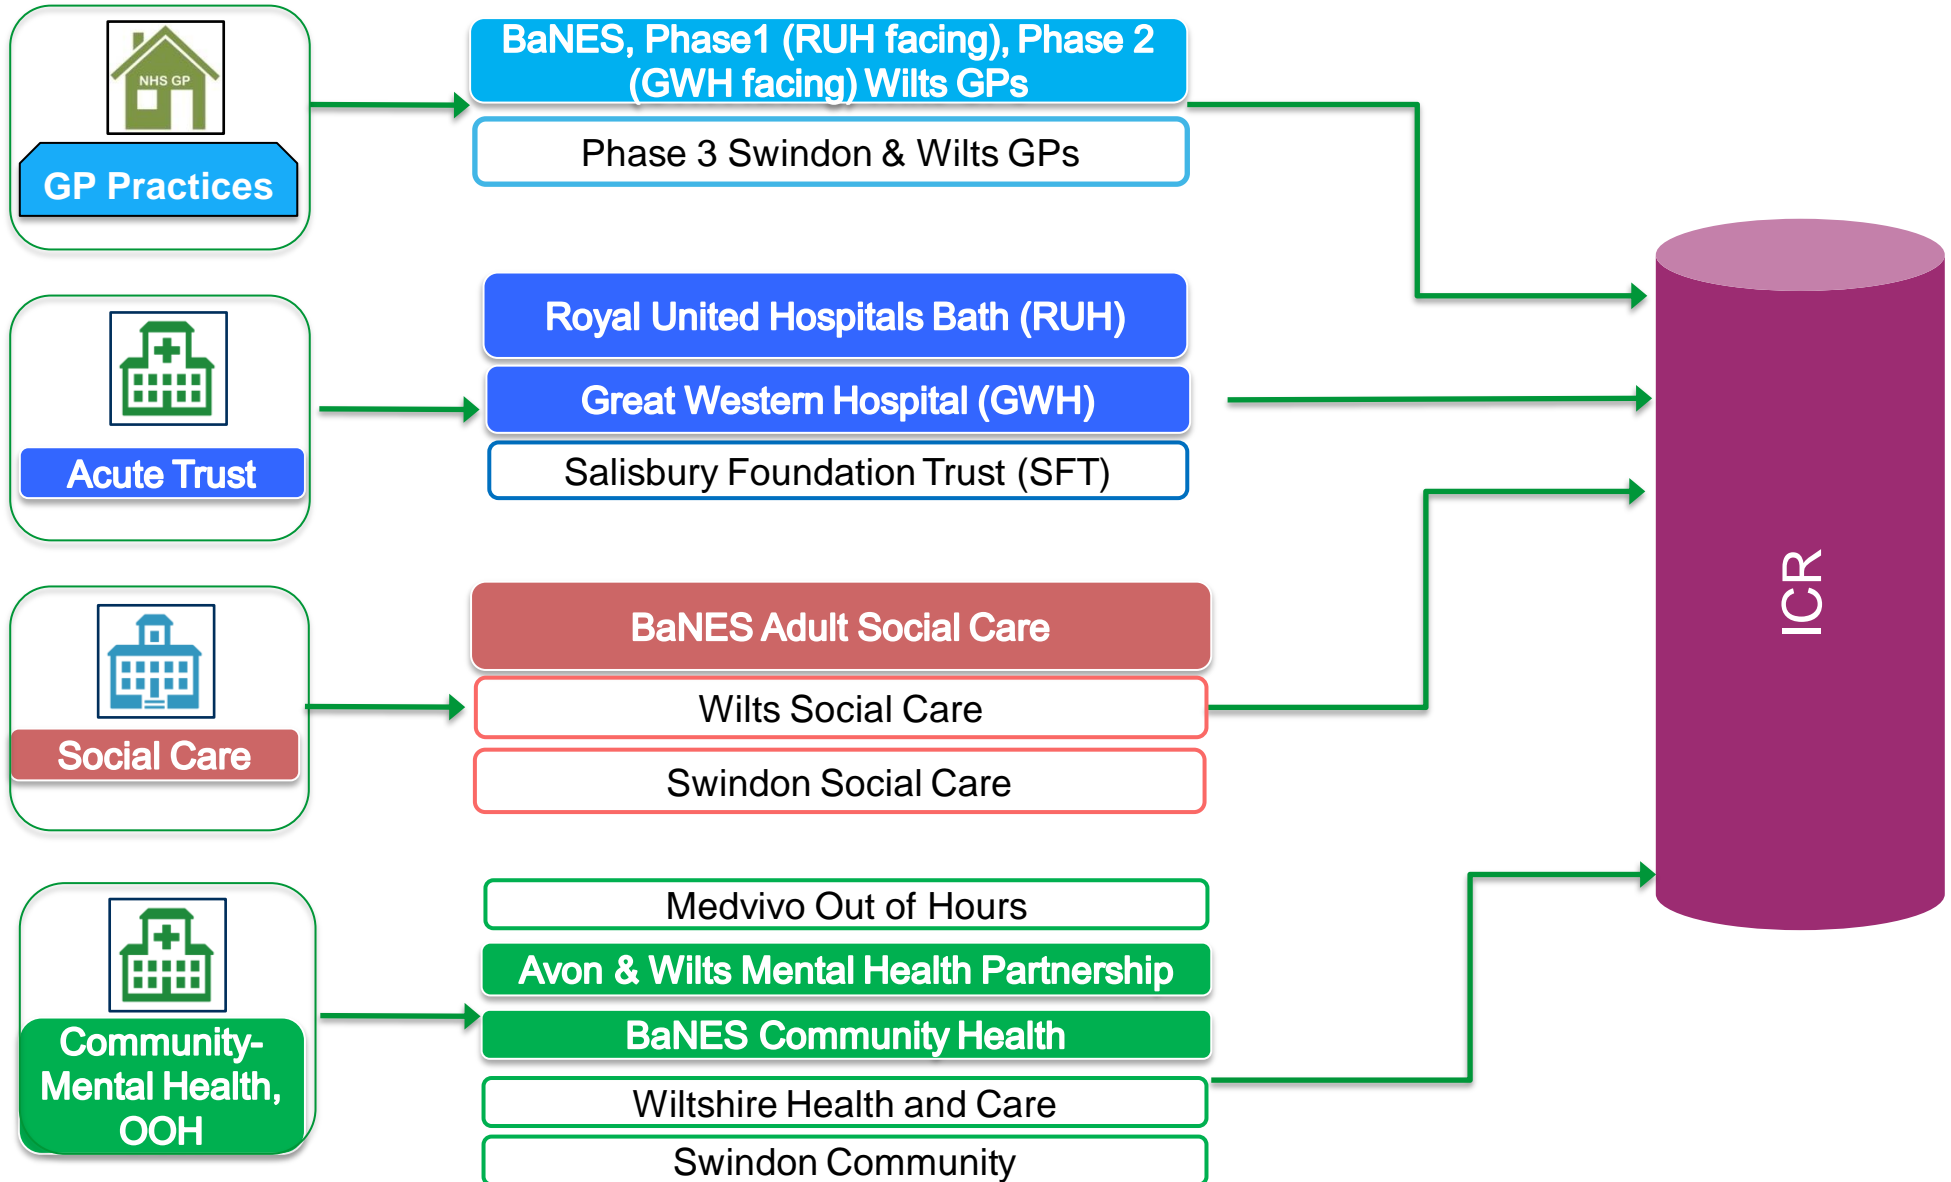 NHS GP
GP Practices
BaNES, Phase1 (RUH facing), Phase 2
(GWH facing) Wilts GPs
Phase 3 Swindon & Wilts GPs
Acute Trust
Royal United Hospitals Bath (RUH)
Great Western Hospital (GWH)
Salisbury Foundation Trust (SFT)
Social Care
BaNES Adult Social Care
Wilts Social Care
Swindon Social Care
Community-
Mental Health,
OOH
Medvivo Out of Hours
Avon & Wilts Mental Health Partnership
BaNES Community Health
Wiltshire Health and Care
Swindon Community
ICR